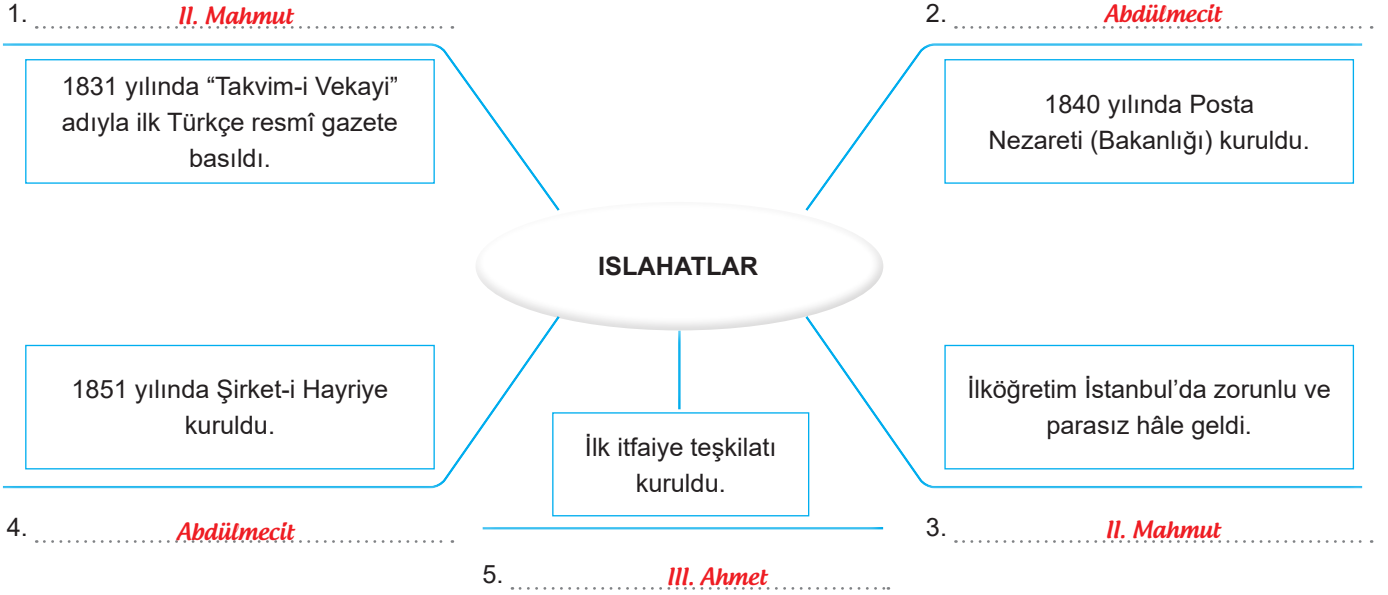 1. II. Mahmut
1831 yılında “Takvim-i Vekayi”
adıyla ilk Türkçe resmî gazete
basıldı.
2. Abdülmecit
1840 yılında Posta
Nezareti (Bakanlığı) kuruldu.
ISLAHATLAR
1851 yılında Şirket-i Hayriye
kuruldu.
4. Abdülmecit
İlk itfaiye teşkilatı
kuruldu.
5. III. Ahmet
İlköğretim İstanbul’da zorunlu ve
parasız hâle geldi.
3. II. Mahmut